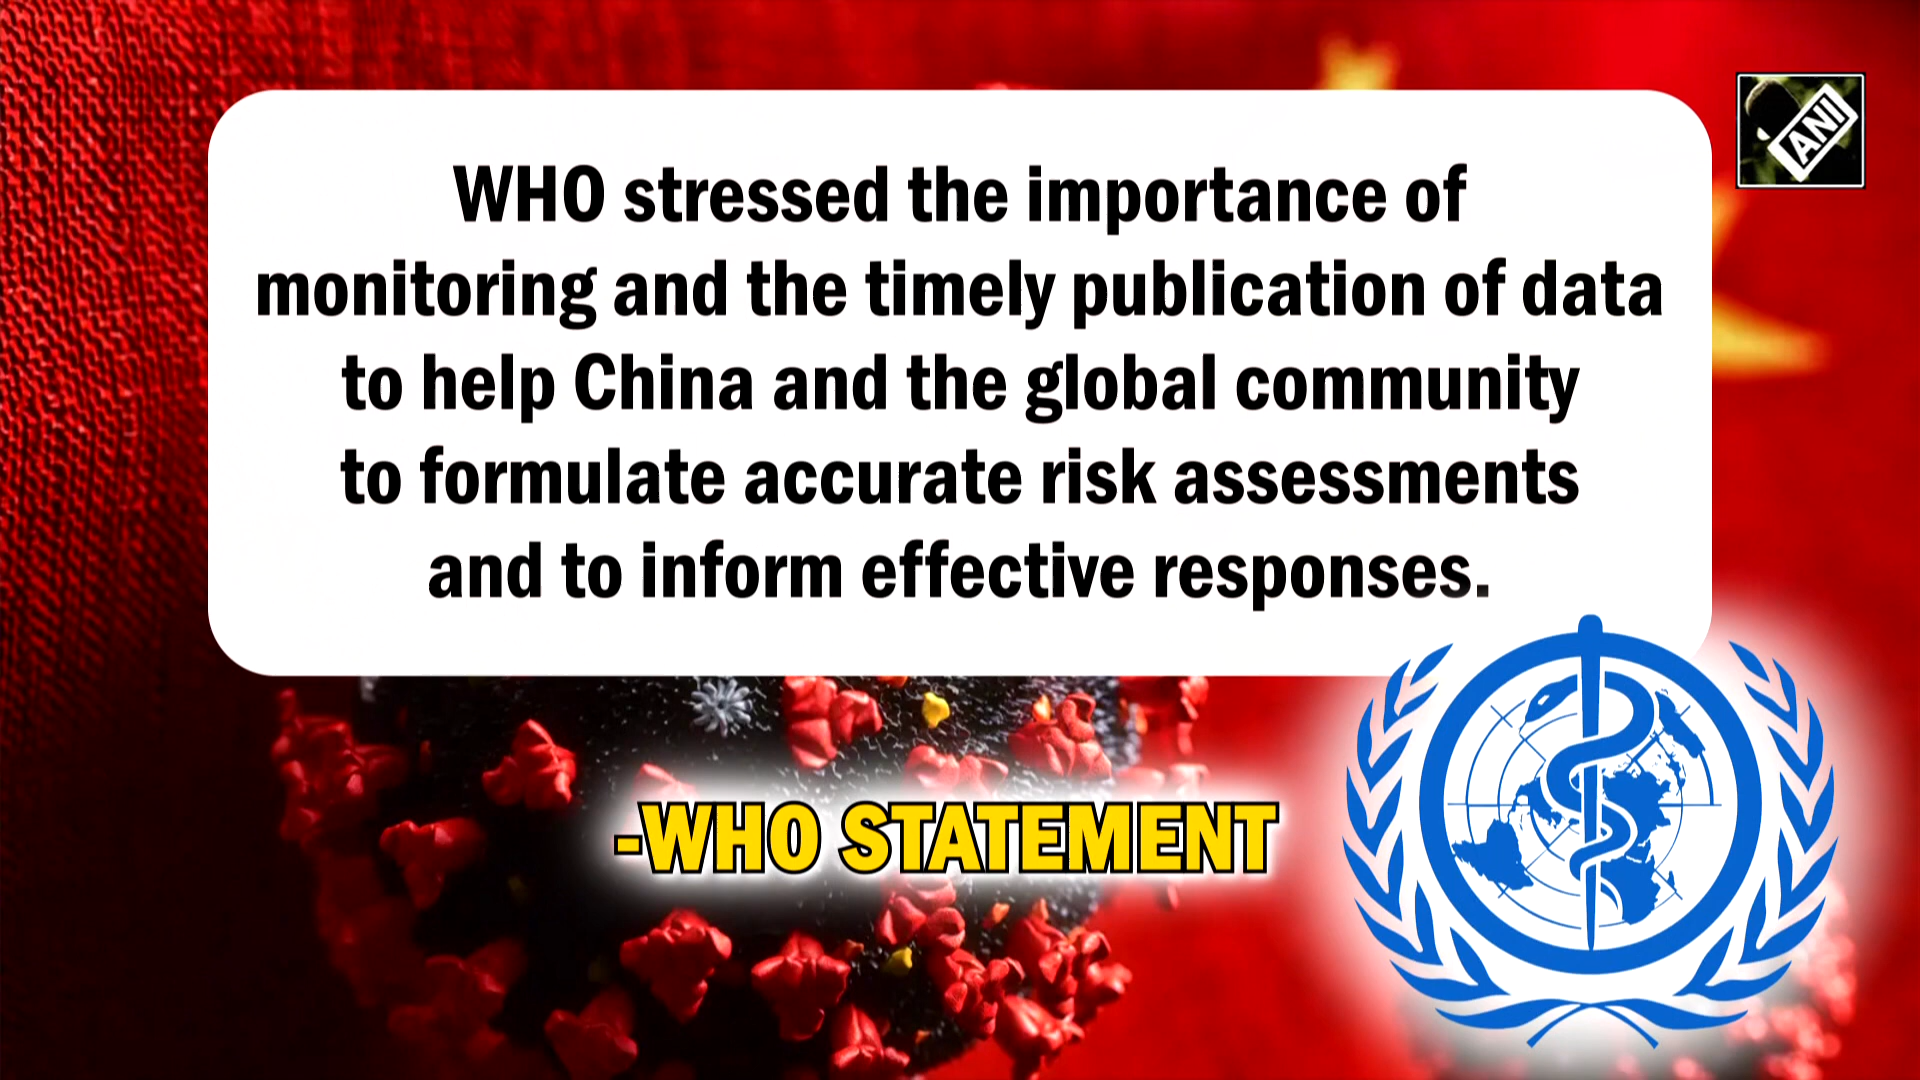 ANI
WHO stressed the importance of
monitoring and the timely publication of data
to help China and the global community
to formulate accurate risk assessments
and to inform effective responses.
-WHO STATEMENT